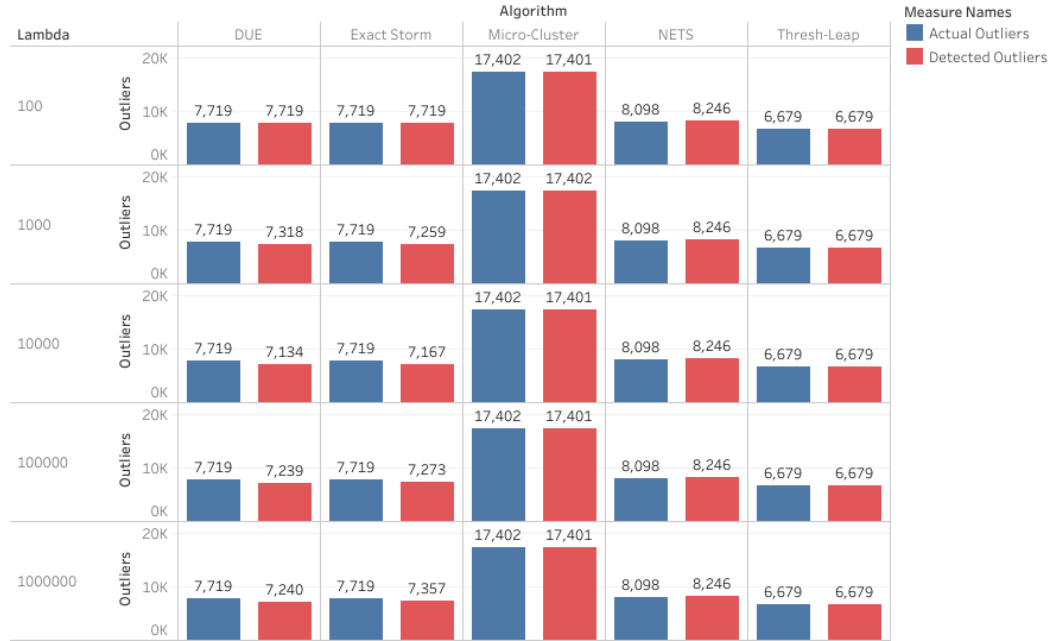 Algorithm
Lambda DUE Exact Storm Micro-Cluster NETS Thresh-Leap
Measure Names
Actual Outliers
Detected Outliers
100
Outliers
20K
10K
0K
7,719 7,719 7,719 7,719 17,402 17,401 8,098 8,246 6,679 6,679
1000
Outliers
20K
10K
0K
7,719 7,318 7,719 7,259 17,402 17,402 8,098 8,246 6,679 6,679
10000
Outliers
20K
10K
0K
7,719 7,134 7,719 7,167 17,402 17,401 8,098 8,246 6,679 6,679
100000
Outliers
20K
10K
0K
7,719 7,239 7,719 7,273 17,402 17,401 8,098 8,246 6,679 6,679
1000000
Outliers
20K
10K
0K
7,719 7,240 7,719 7,357 17,402 17,401 8,098 8,246 6,679 6,679